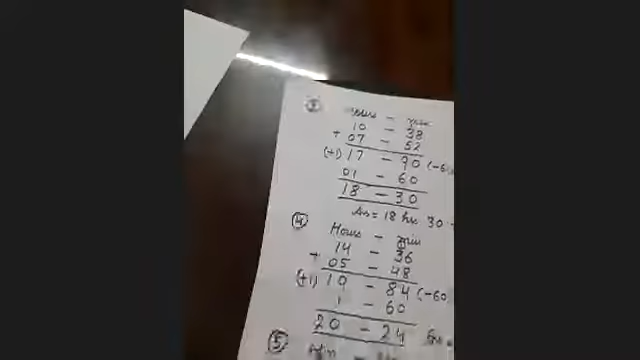 ③ Hours - min
10 - 38
+ 07 - 52
(+1) 17 - 90 (-60
01 - 60
18 - 30
Ans = 18 hrs 30
④ Hours - min
14 - 36
+ 05 - 48
(+1) 19 - 84 (-60)
1 - 60
20 - 24
⑤